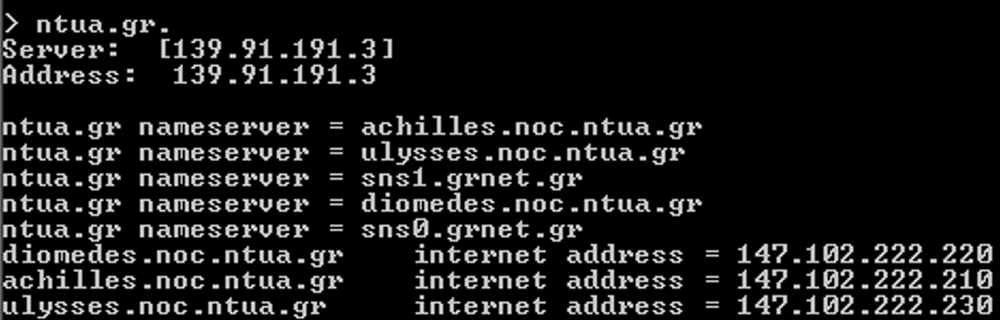 > ntua.gr.
Server:  [139.91.191.3]
Address:  139.91.191.3
ntua.gr nameserver = achilles.noc.ntua.gr
ntua.gr nameserver = ulysses.noc.ntua.gr
ntua.gr nameserver = sns1.grnet.gr
ntua.gr nameserver = diomedes.noc.ntua.gr
ntua.gr nameserver = sns0.grnet.gr
diomedes.noc.ntua.gr    internet address = 147.102.222.220
achilles.noc.ntua.gr    internet address = 147.102.222.210
ulysses.noc.ntua.gr     internet address = 147.102.222.230